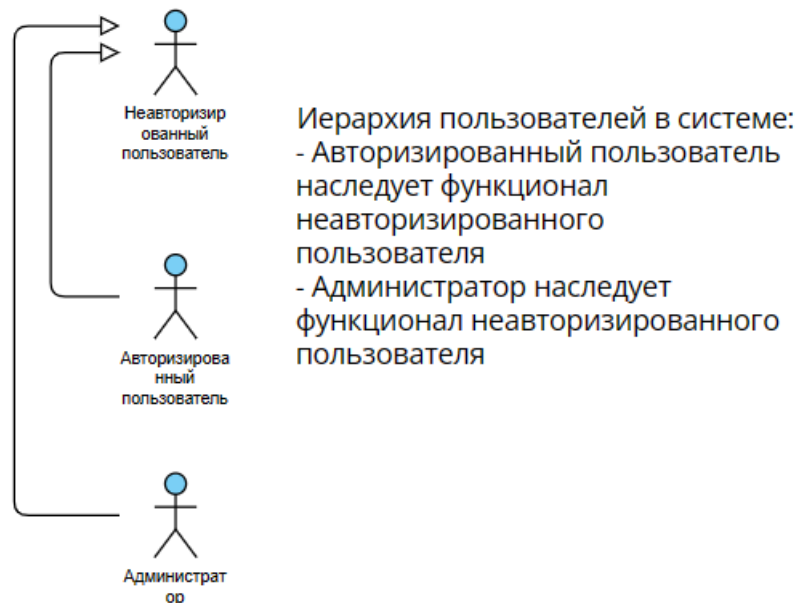 Неавторизир
ованный
пользователь
Иерархия пользователей в системе:
- Авторизированный пользователь
наследует функционал
неавторизированного
пользователя
- Администратор наследует
функционал неавторизированного
пользователя
Авторизирова
нный
пользователь
Администрат
ор